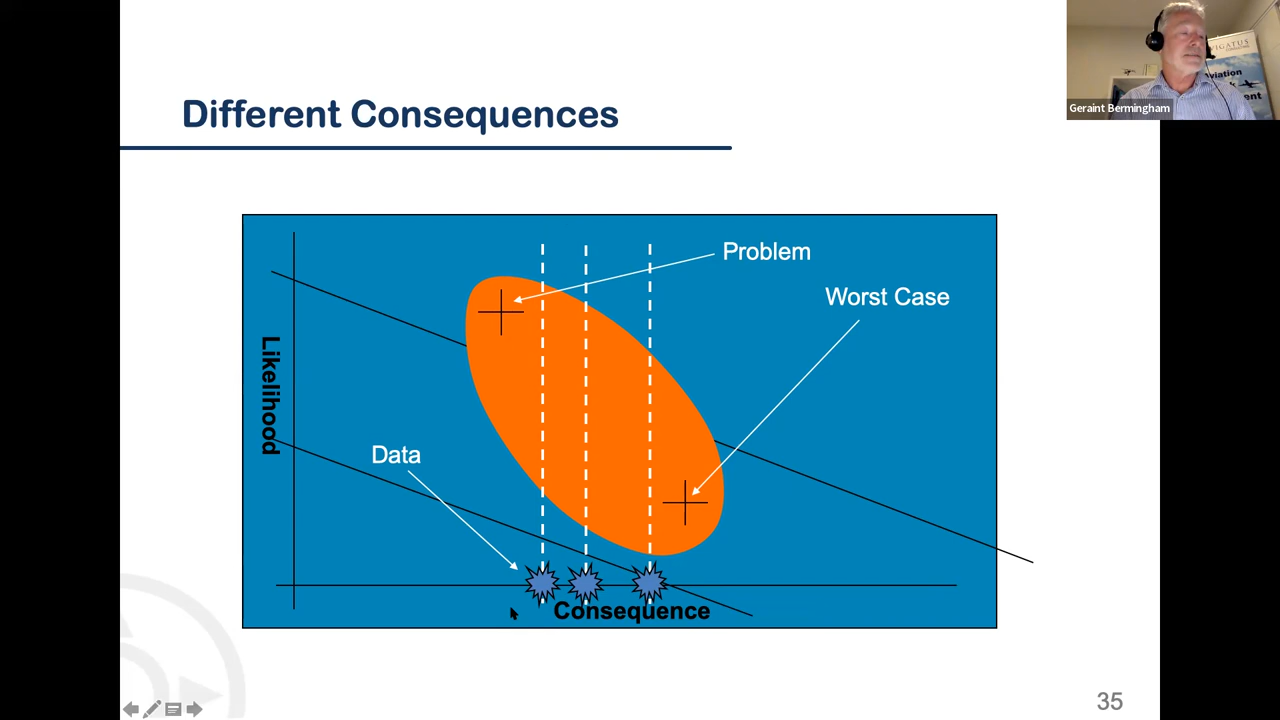 Different Consequences
Problem
Worst Case
Likelihood
Data
Consequence
35
Geraint Bermingham